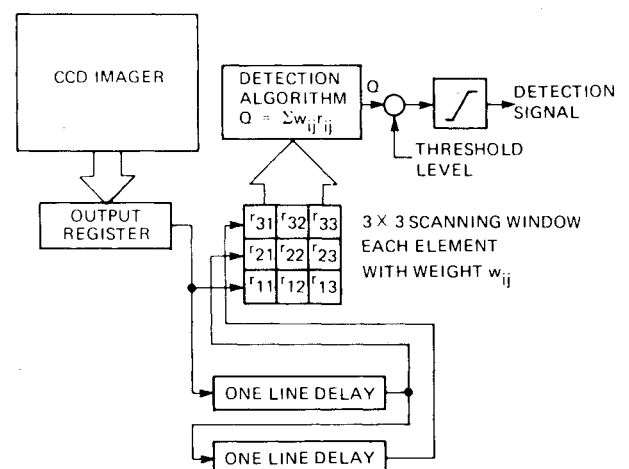 CCD IMAGER
DETECTION
ALGORITHM
Q = Σw_ij r_ij
Q
DETECTION
SIGNAL
THRESHOLD
LEVEL
OUTPUT
REGISTER
r31 r32 r33
r21 r22 r23
r11 r12 r13
3 × 3 SCANNING WINDOW
EACH ELEMENT
WITH WEIGHT w_ij
ONE LINE DELAY
ONE LINE DELAY